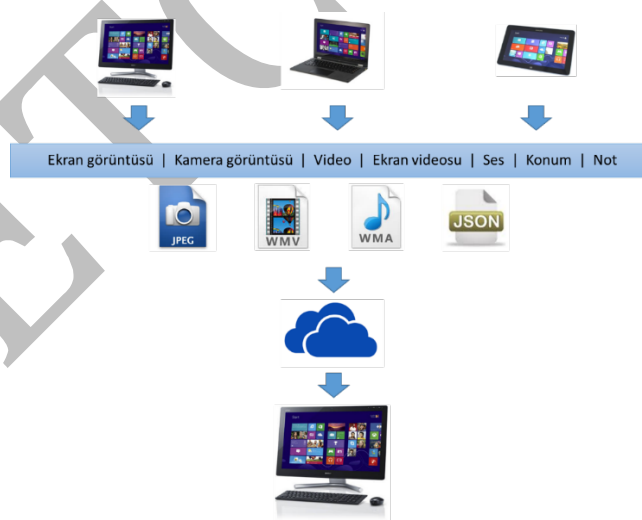 Ekran görüntüsü | Kamera görüntüsü | Video | Ekran videosu | Ses | Konum | Not
JPEG
WMV
WMA
JSON